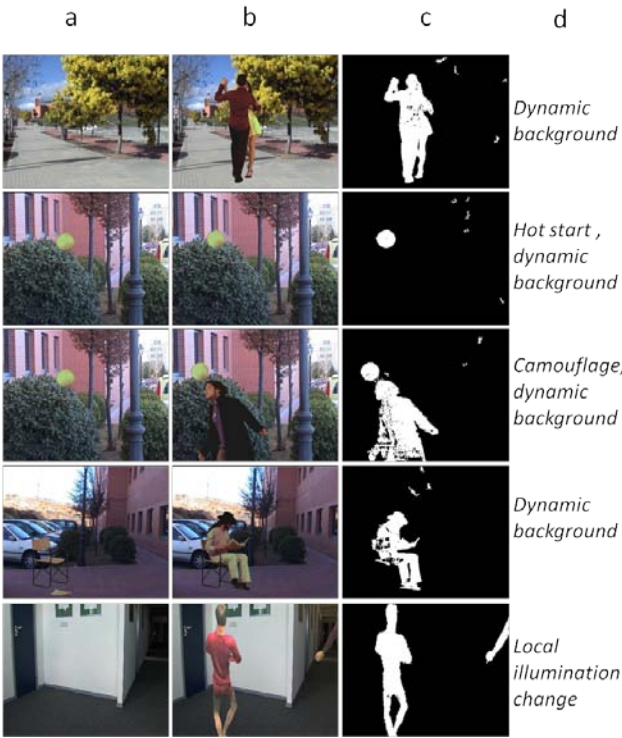 a b c d
Dynamic
background
Hot start ,
dynamic
background
Camouflage,
dynamic
background
Dynamic
background
Local
illumination
change